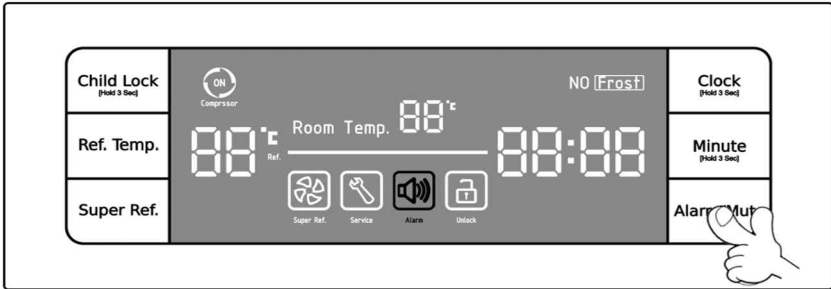 Child Lock
[Hold 3 Sec]
Ref. Temp.
Super Ref.
ON
Comprssor
88°c
Ref.
Room Temp. 88°c
NO Frost
88:88
Super Ref.
Service
Alarm
Unlock
Clock
[Hold 3 Sec]
Minute
[Hold 3 Sec]